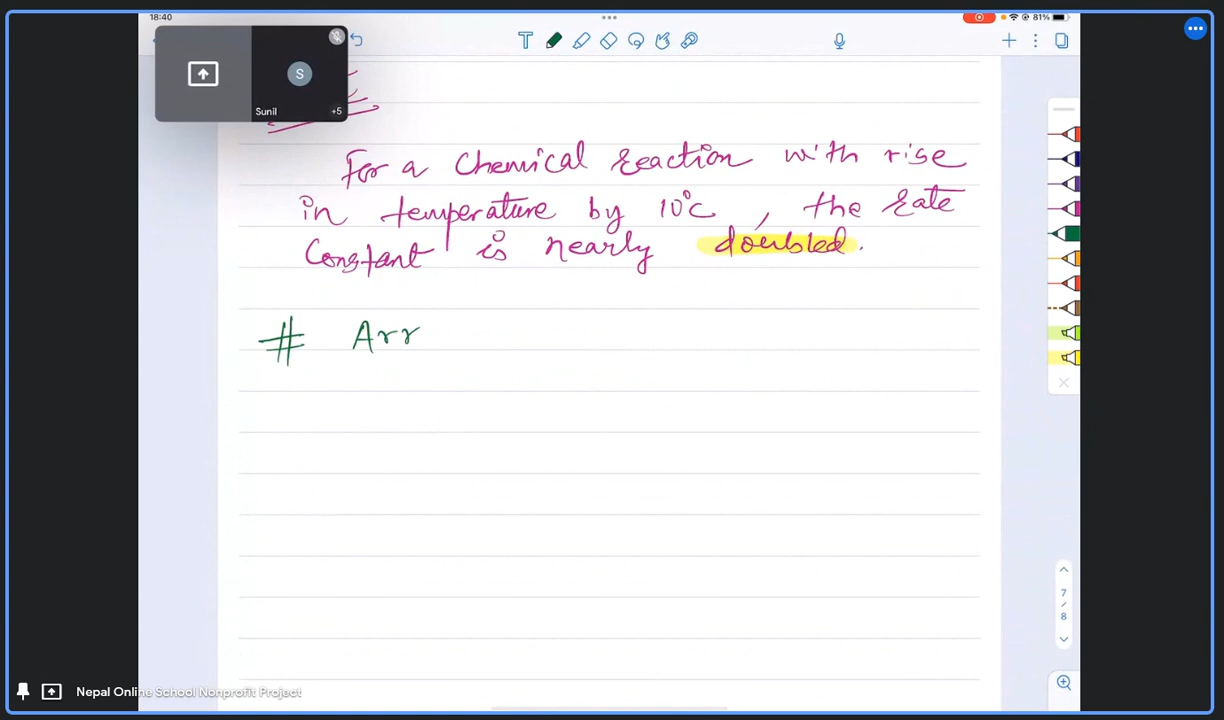 18:40
81%
S
Sunil
+5
For a Chemical reaction with rise
in temperature by 10°C, the rate
Constant is nearly doubled.
# Arr
7
/
8
Nepal Online School Nonprofit Project